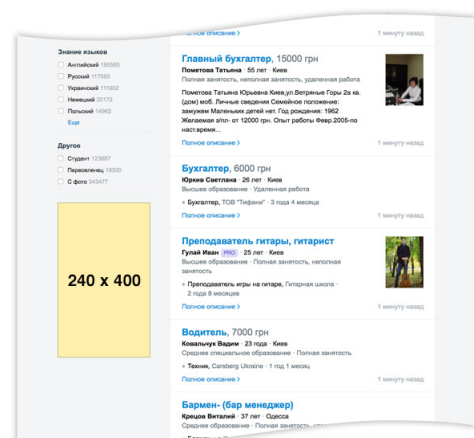 Полное описание >
1 минуту назад
Знание языков
Английский 185593
Русский 117593
Украинский 111902
Немецкий 20172
Польский 14962
Еще
Другое
Студент 123887
Переселенец 18300
С фото 343477
240 x 400
Главный бухгалтер, 15000 грн
Пометова Татьяна · 55 лет · Киев
Полная занятость, неполная занятость, удаленная работа
Пометова Татьяна Юрьевна Киев,ул.Ветряные Горы 2а кв.
(дом) моб. Личные сведения Семейное положение:
замужем Маленьких детей нет. Год рождения: 1962
Желаемая з/пл- от 12000 грн. Опыт работы Февр.2005-по
наст.время...
Полное описание >
1 минуту назад
Бухгалтер, 6000 грн
Юркив Светлана · 26 лет · Киев
Высшее образование · Удаленная работа
Бухгалтер, ТОВ "Тифани" · 3 года 4 месяца
Полное описание >
1 минуту назад
Преподаватель гитары, гитарист
Гулай Иван PRO · 25 лет · Киев
Высшее образование · Полная занятость, неполная
занятость
Преподаватель игры на гитаре, Гитарная школа ·
2 года 8 месяцев
Полное описание >
1 минуту назад
Водитель, 7000 грн
Ковальчук Вадим · 23 года · Киев
Среднее специальное образование · Полная занятость
Техник, Carsberg Ukraine · 1 год 1 месяц
Полное описание >
1 минуту назад
Бармен- (бар менеджер)
Крецов Виталий · 37 лет · Одесса
Среднее образование · Полная занятость,